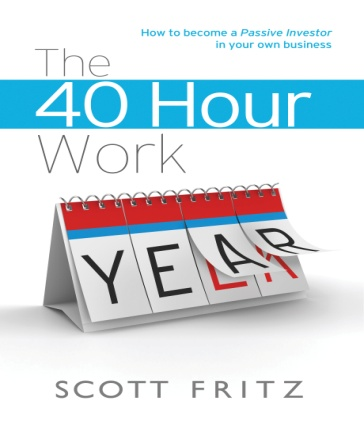 How to become a Passive Investor
in your own business
The
40 Hour
Work
YEAR
SCOTT FRITZ